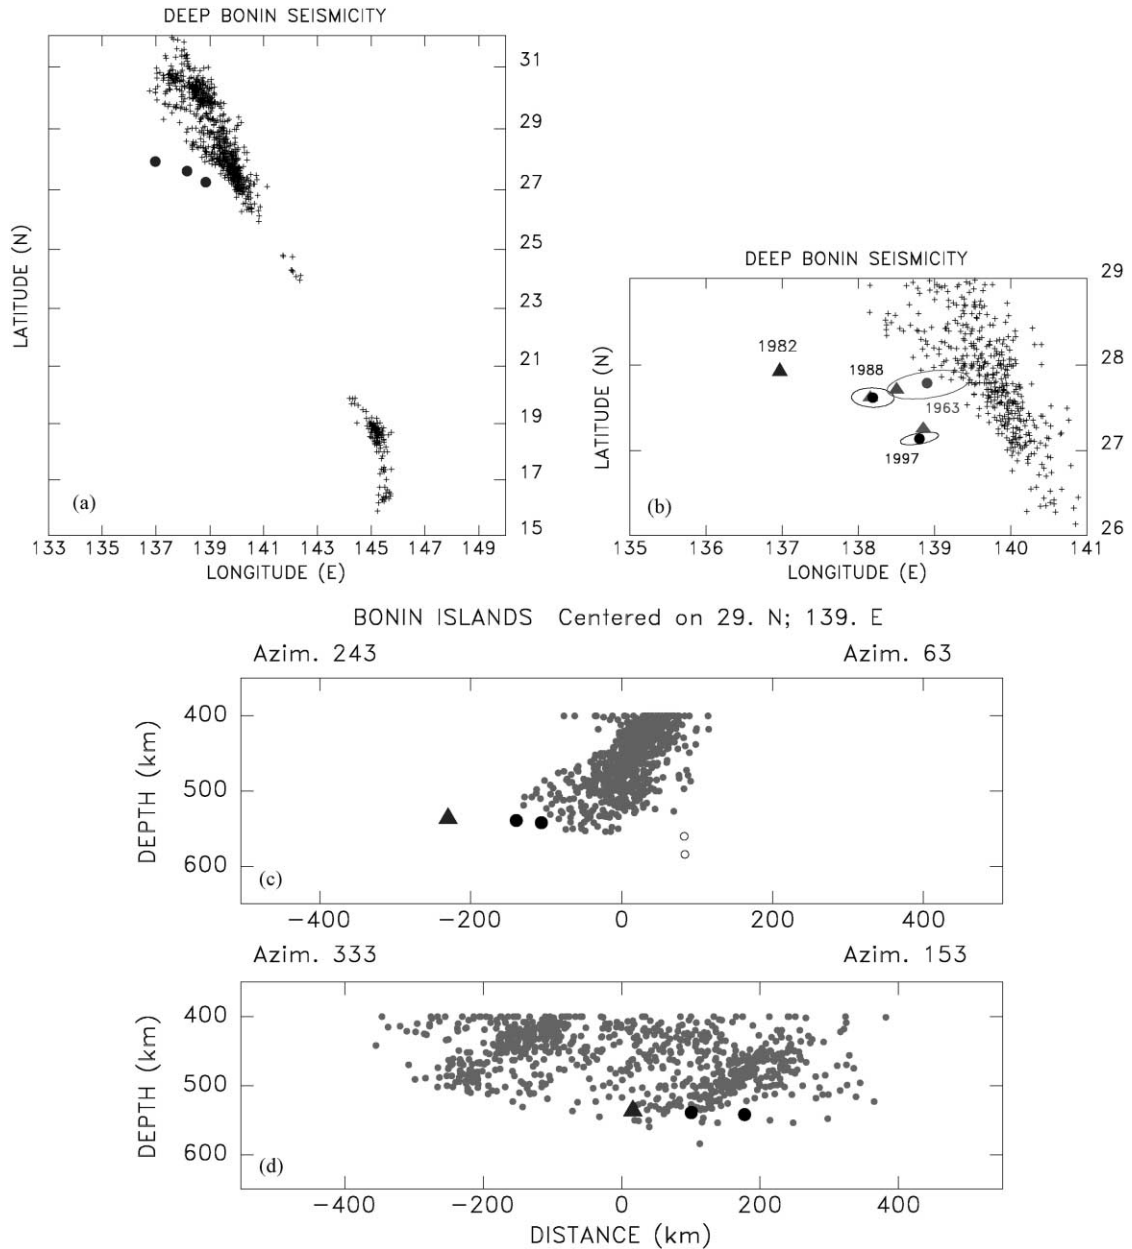 DEEP BONIN SEISMICITY
31
29
27
25
23
21
19
17
15
LATITUDE (N)
(a)
133 135 137 139 141 143 145 147 149
LONGITUDE (E)
DEEP BONIN SEISMICITY
29
28
27
26
LATITUDE (N)
1982
1988
1963
1997
(b)
135 136 137 138 139 140 141
LONGITUDE (E)
BONIN ISLANDS Centered on 29. N; 139. E
Azim. 243 Azim. 63
400
500
600
DEPTH (km)
(c)
−400 −200 0 200 400
Azim. 333 Azim. 153
400
500
600
DEPTH (km)
(d)
−400 −200 0 200 400
DISTANCE (km)